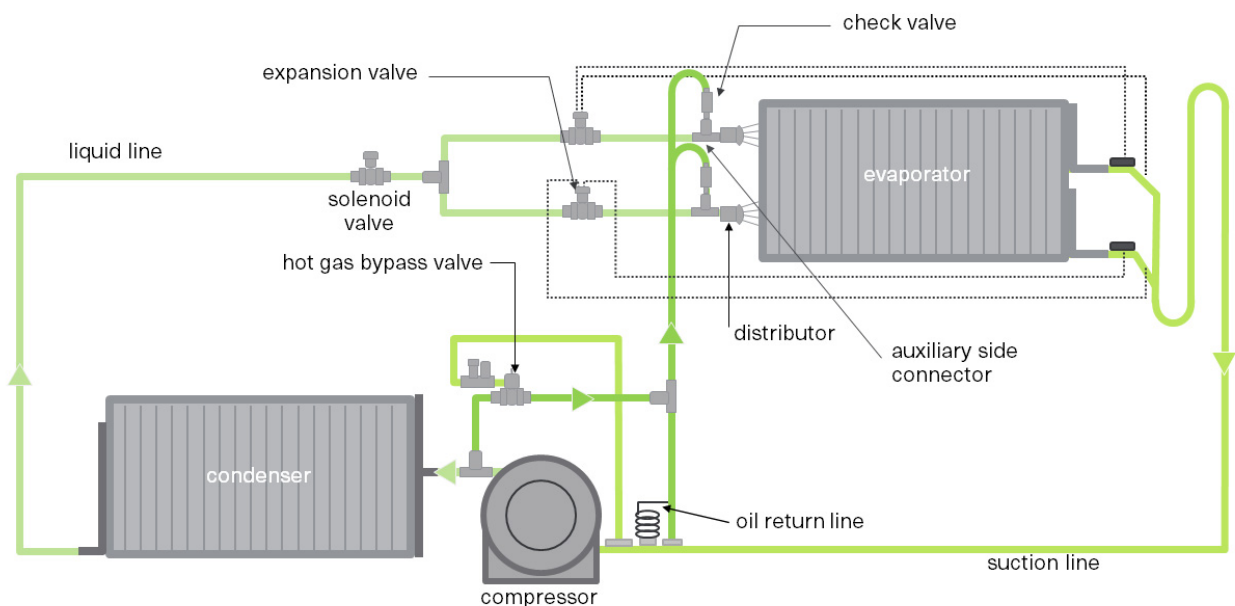 check valve
expansion valve
liquid line
evaporator
solenoid
valve
hot gas bypass valve
distributor
auxiliary side
connector
condenser
oil return line
suction line
compressor